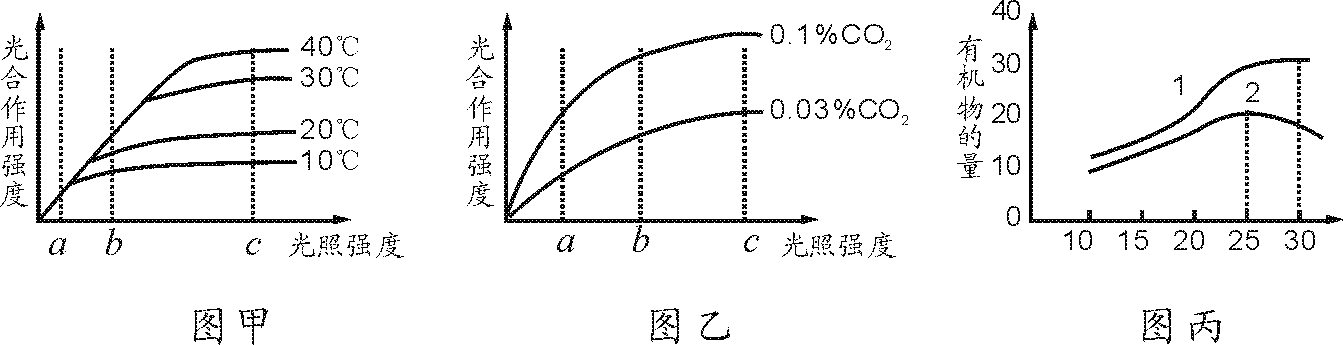 光合作用强度
40℃
30℃
20℃
10℃
a b c 光照强度
图甲
光合作用强度
0.1%CO₂
0.03%CO₂
a b c 光照强度
图乙
有机物的量
40
30
20
10
0
1
2
10 15 20 25 30
图丙